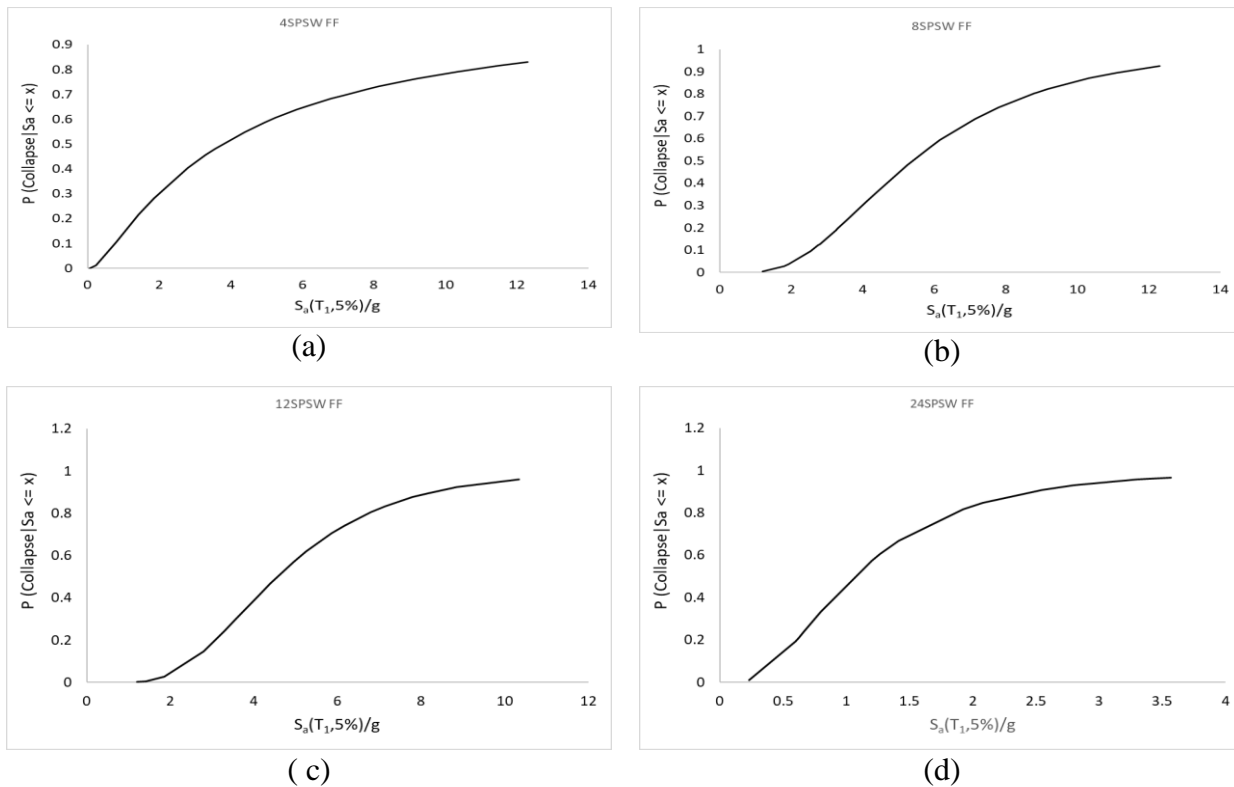 4SPSW FF
P (Collapse|Sa <= x)
0.9
0.8
0.7
0.6
0.5
0.4
0.3
0.2
0.1
0
0 2 4 6 8 10 12 14
Sₐ(T₁,5%)/g
(a)
8SPSW FF
P (Collapse|Sa <= x)
1
0.9
0.8
0.7
0.6
0.5
0.4
0.3
0.2
0.1
0
0 2 4 6 8 10 12 14
Sₐ(T₁,5%)/g
(b)
12SPSW FF
P (Collapse|Sa <= x)
1.2
1
0.8
0.6
0.4
0.2
0
0 2 4 6 8 10 12
Sₐ(T₁,5%)/g
( c)
24SPSW FF
P (Collapse|Sa <= x)
1.2
1
0.8
0.6
0.4
0.2
0
0 0.5 1 1.5 2 2.5 3 3.5 4
Sₐ(T₁,5%)/g
(d)